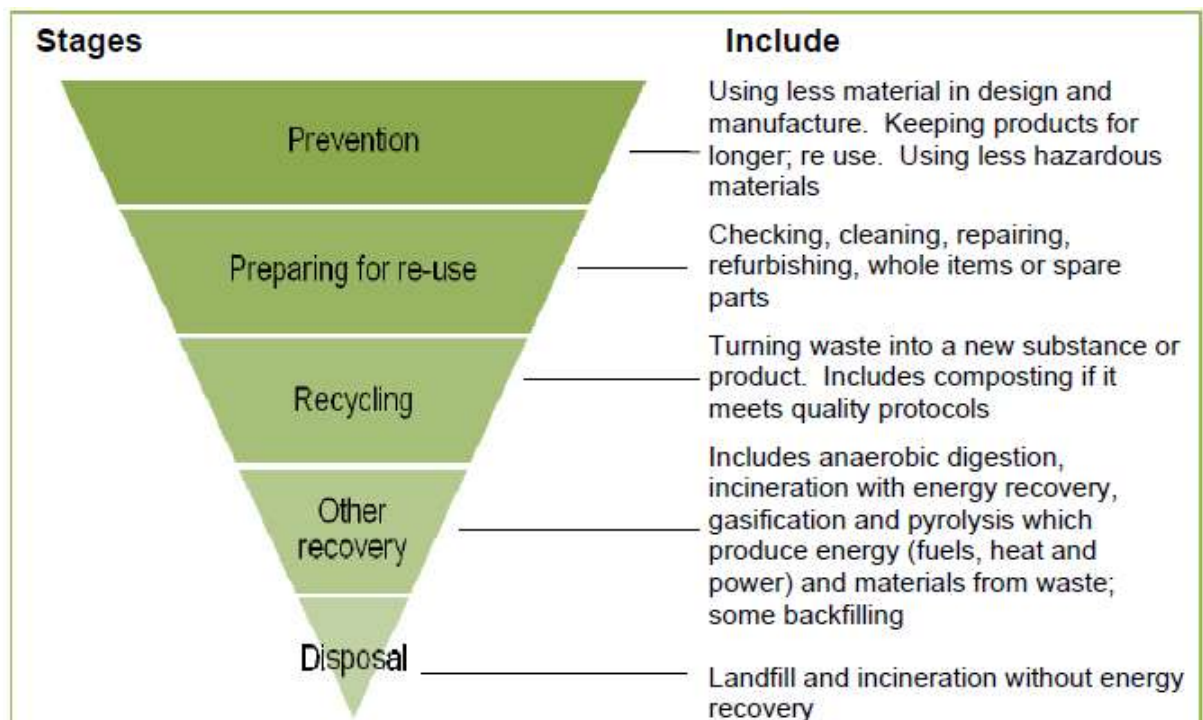 Stages
Include
Prevention
Using less material in design and
manufacture.  Keeping products for
longer; re use.  Using less hazardous
materials
Preparing for re-use
Checking, cleaning, repairing,
refurbishing, whole items or spare
parts
Recycling
Turning waste into a new substance or
product.  Includes composting if it
meets quality protocols
Other
recovery
Includes anaerobic digestion,
incineration with energy recovery,
gasification and pyrolysis which
produce energy (fuels, heat and
power) and materials from waste;
some backfilling
Disposal
Landfill and incineration without energy
recovery